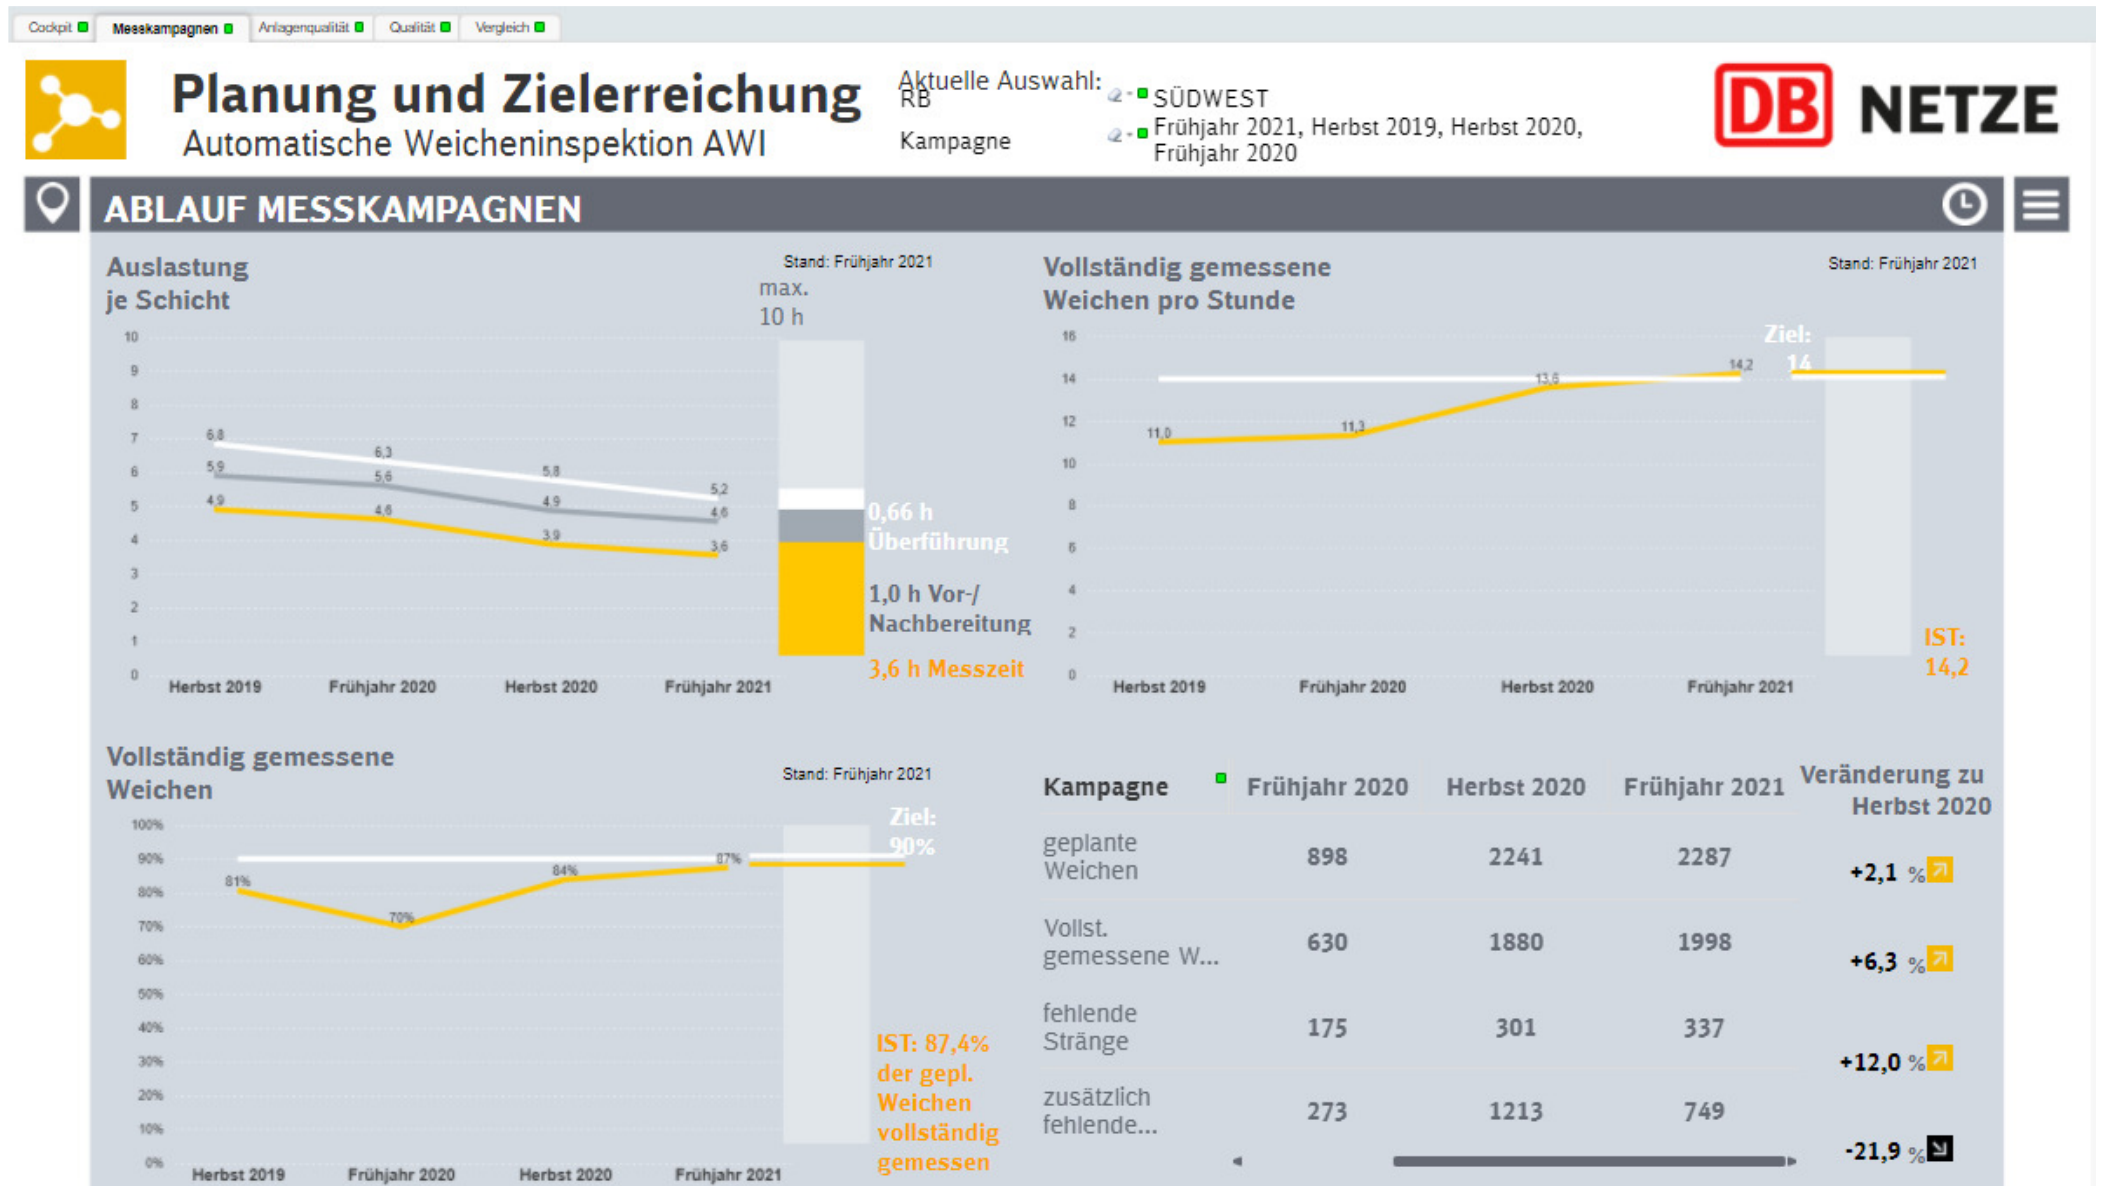 Cockpit Messkampagnen Anlagenqualität Qualität Vergleich
Planung und Zielerreichung
Automatische Weicheninspektion AWI
Aktuelle Auswahl:
RB SÜDWEST
Kampagne Frühjahr 2021, Herbst 2019, Herbst 2020,
Frühjahr 2020
DB NETZE
ABLAUF MESSKAMPAGNEN
Auslastung
je Schicht
Stand: Frühjahr 2021
max.
10 h
10
9
8
7
6
5
4
3
2
1
0
6,8 6,3 5,8 5,2
5,9 5,6 4,9 4,6
4,9 4,6 3,9 3,6
Herbst 2019 Frühjahr 2020 Herbst 2020 Frühjahr 2021
0,66 h
Überführung
1,0 h Vor-/
Nachbereitung
3,6 h Messzeit
Vollständig gemessene
Weichen pro Stunde
Stand: Frühjahr 2021
Ziel:
14
16
14
12
10
8
6
4
2
0
11,0 11,3 13,6 14,2
Herbst 2019 Frühjahr 2020 Herbst 2020 Frühjahr 2021
IST:
14,2
Vollständig gemessene
Weichen
Stand: Frühjahr 2021
Ziel:
90%
100%
90%
80%
70%
60%
50%
40%
30%
20%
10%
0%
81% 70% 84% 87%
Herbst 2019 Frühjahr 2020 Herbst 2020 Frühjahr 2021
IST: 87,4%
der gepl.
Weichen
vollständig
gemessen
Kampagne Frühjahr 2020 Herbst 2020 Frühjahr 2021 Veränderung zu
Herbst 2020
geplante
Weichen 898 2241 2287 +2,1 %
Vollst.
gemessene W... 630 1880 1998 +6,3 %
fehlende
Stränge 175 301 337 +12,0 %
zusätzlich
fehlende... 273 1213 749 -21,9 %